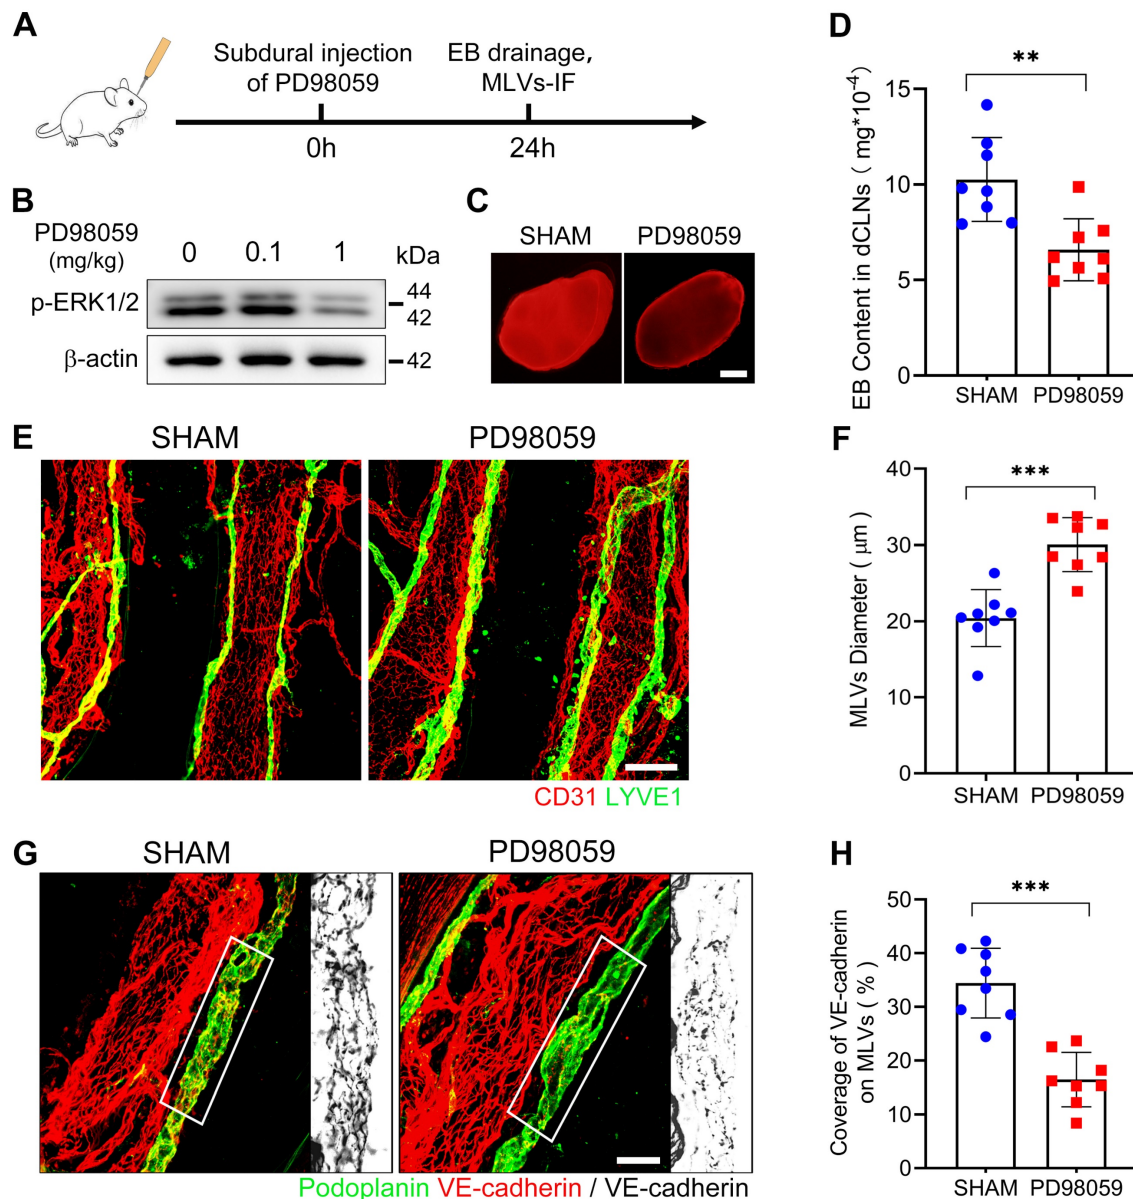 A
Subdural injection
of PD98059
EB drainage,
MLVs-IF
0h
24h
B
PD98059
(mg/kg)
0 0.1 1 kDa
p-ERK1/2
44
42
β-actin
42
C
SHAM PD98059
D
**
EB Content in dCLNs ( mg*10-4)
15
10
5
0
SHAM PD98059
E
SHAM PD98059
CD31 LYVE1
F
***
MLVs Diameter ( μm )
40
30
20
10
0
SHAM PD98059
G
SHAM PD98059
Podoplanin VE-cadherin / VE-cadherin
H
***
Coverage of VE-cadherin
on MLVs ( % )
50
40
30
20
10
0
SHAM PD98059